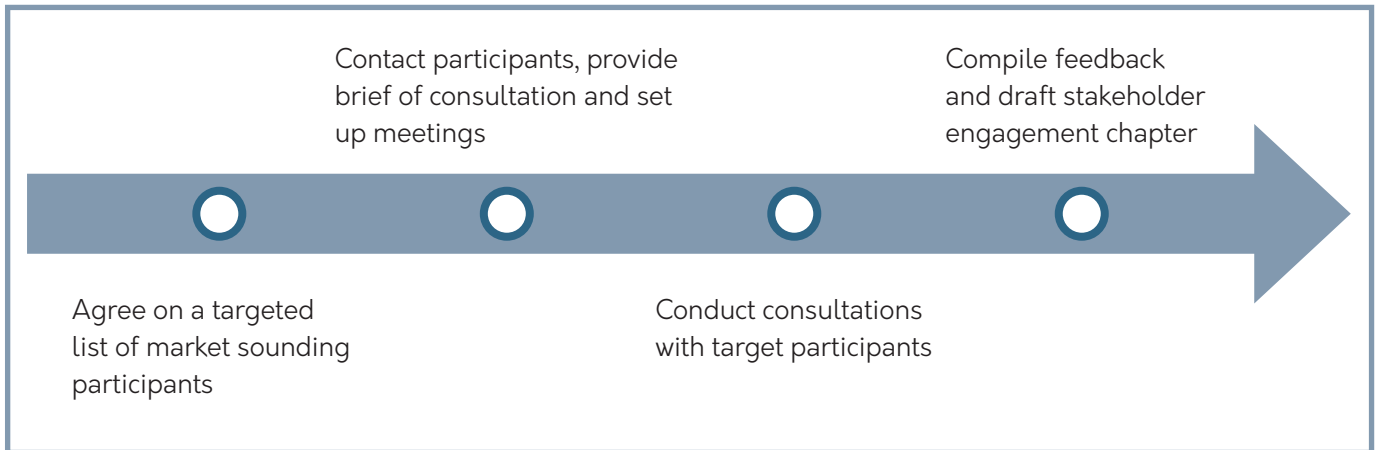 Contact participants, provide
brief of consultation and set
up meetings
Compile feedback
and draft stakeholder
engagement chapter
Agree on a targeted
list of market sounding
participants
Conduct consultations
with target participants